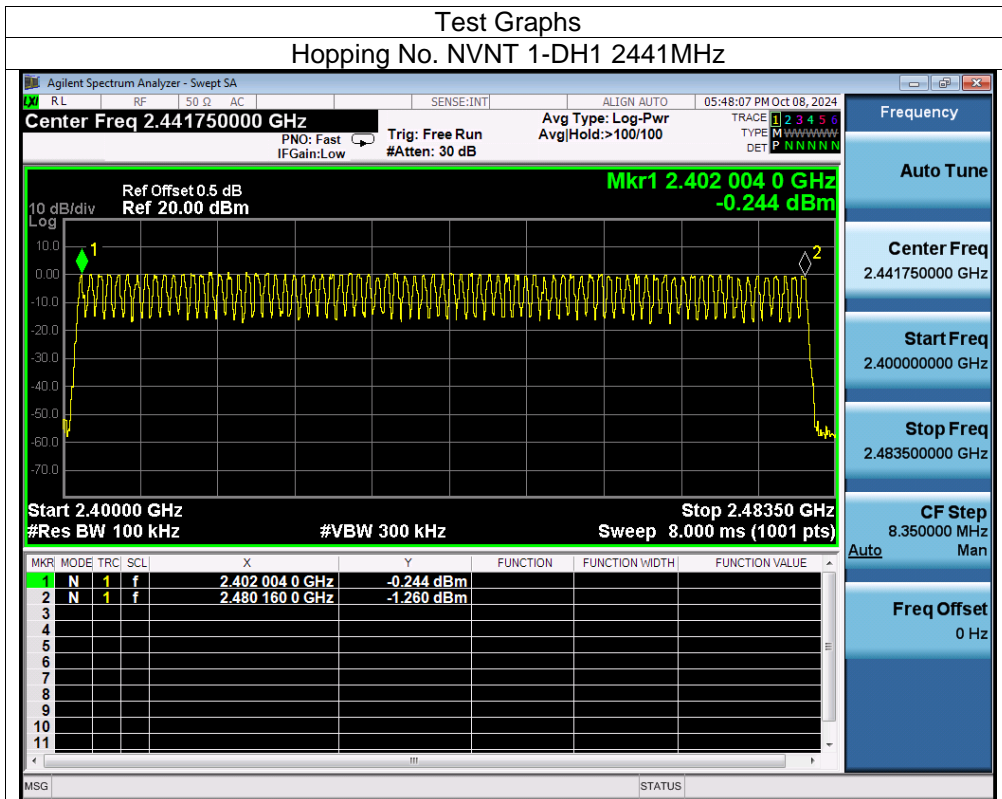 Test Graphs
Hopping No. NVNT 1-DH1 2441MHz
Agilent Spectrum Analyzer - Swept SA
LXI RL RF 50 Ω AC SENSE:INT ALIGN AUTO 05:48:07 PM Oct 08, 2024
Center Freq 2.441750000 GHz
PNO: Fast
IFGain:Low
Trig: Free Run
#Atten: 30 dB
Avg Type: Log-Pwr
Avg|Hold:>100/100
TRACE 1 2 3 4 5 6
TYPE M WWWWW
DET P N N N N N
Ref Offset 0.5 dB
Ref 20.00 dBm
10 dB/div
Log
Mkr1 2.402 004 0 GHz
-0.244 dBm
10.0
0.00
-10.0
-20.0
-30.0
-40.0
-50.0
-60.0
-70.0
1
2
Start 2.40000 GHz
Stop 2.48350 GHz
#Res BW 100 kHz
#VBW 300 kHz
Sweep 8.000 ms (1001 pts)
MKR MODE TRC SCL X Y FUNCTION FUNCTION WIDTH FUNCTION VALUE
1 N 1 f 2.402 004 0 GHz -0.244 dBm
2 N 1 f 2.480 160 0 GHz -1.260 dBm
3
4
5
6
7
8
9
10
11
MSG
STATUS
Frequency
Auto Tune
Center Freq
2.441750000 GHz
Start Freq
2.400000000 GHz
Stop Freq
2.483500000 GHz
CF Step
8.350000 MHz
Auto Man
Freq Offset
0 Hz